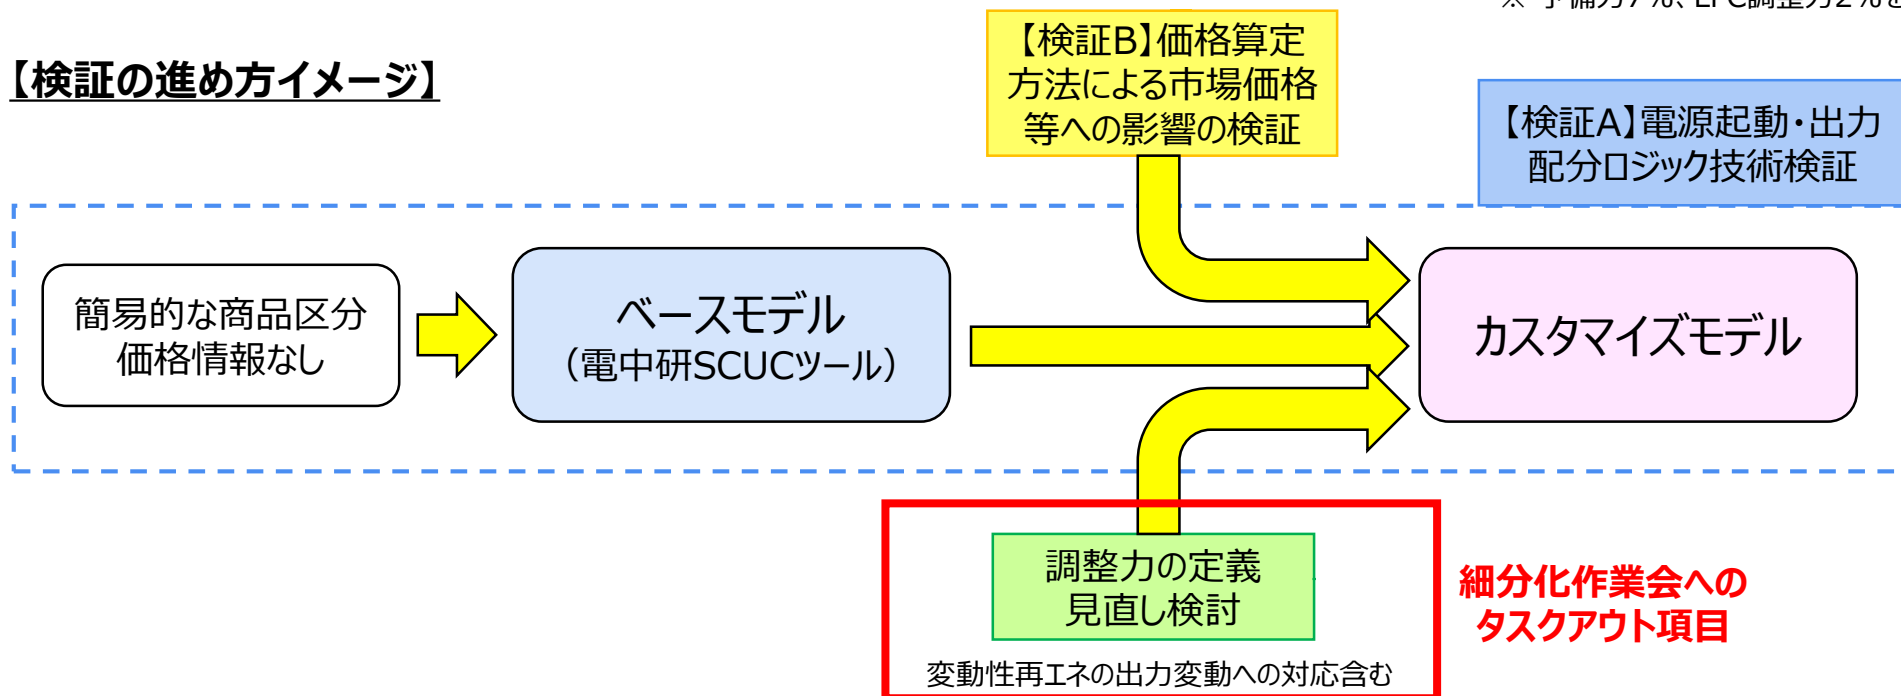 【検証の進め方イメージ】
【検証B】価格算定
方法による市場価格
等への影響の検証
【検証A】電源起動・出力
配分ロジック技術検証
簡易的な商品区分
価格情報なし
ベースモデル
（電中研SCUCツール）
カスタマイズモデル
調整力の定義
見直し検討
変動性再エネの出力変動への対応含む
細分化作業会への
タスクアウト項目